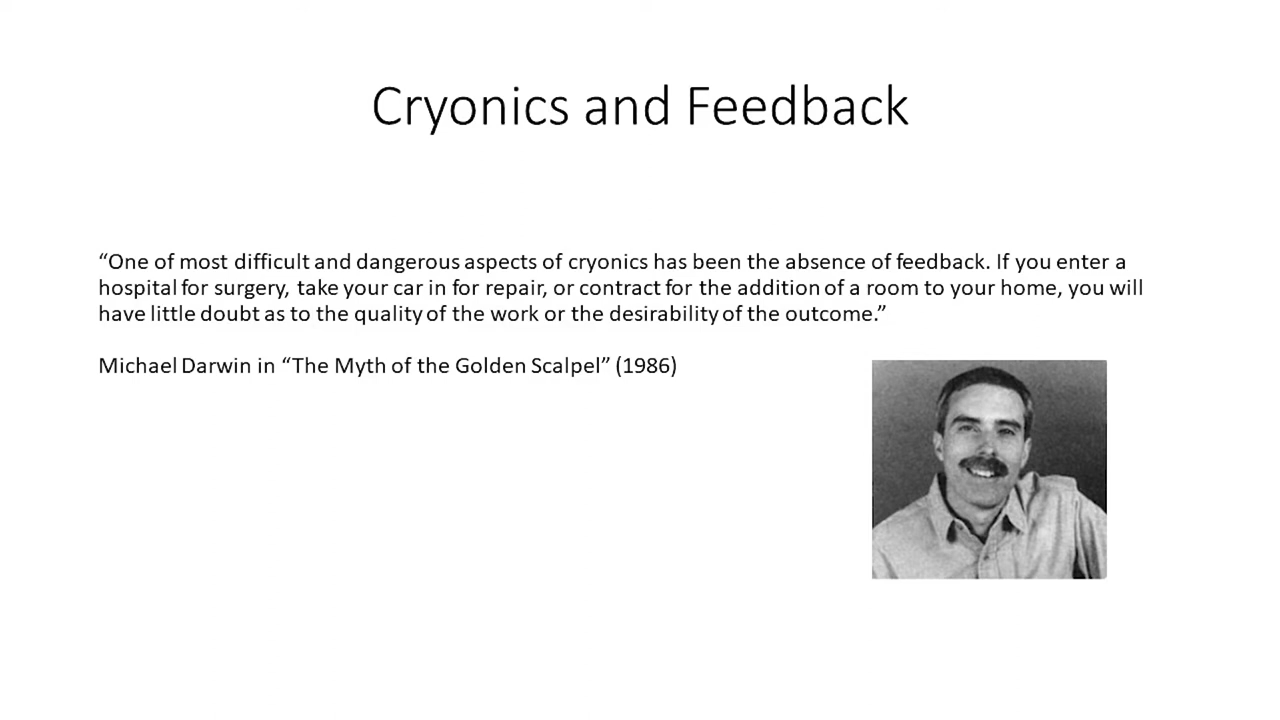 Cryonics and Feedback
“One of most difficult and dangerous aspects of cryonics has been the absence of feedback. If you enter a
hospital for surgery, take your car in for repair, or contract for the addition of a room to your home, you will
have little doubt as to the quality of the work or the desirability of the outcome.”
Michael Darwin in “The Myth of the Golden Scalpel” (1986)